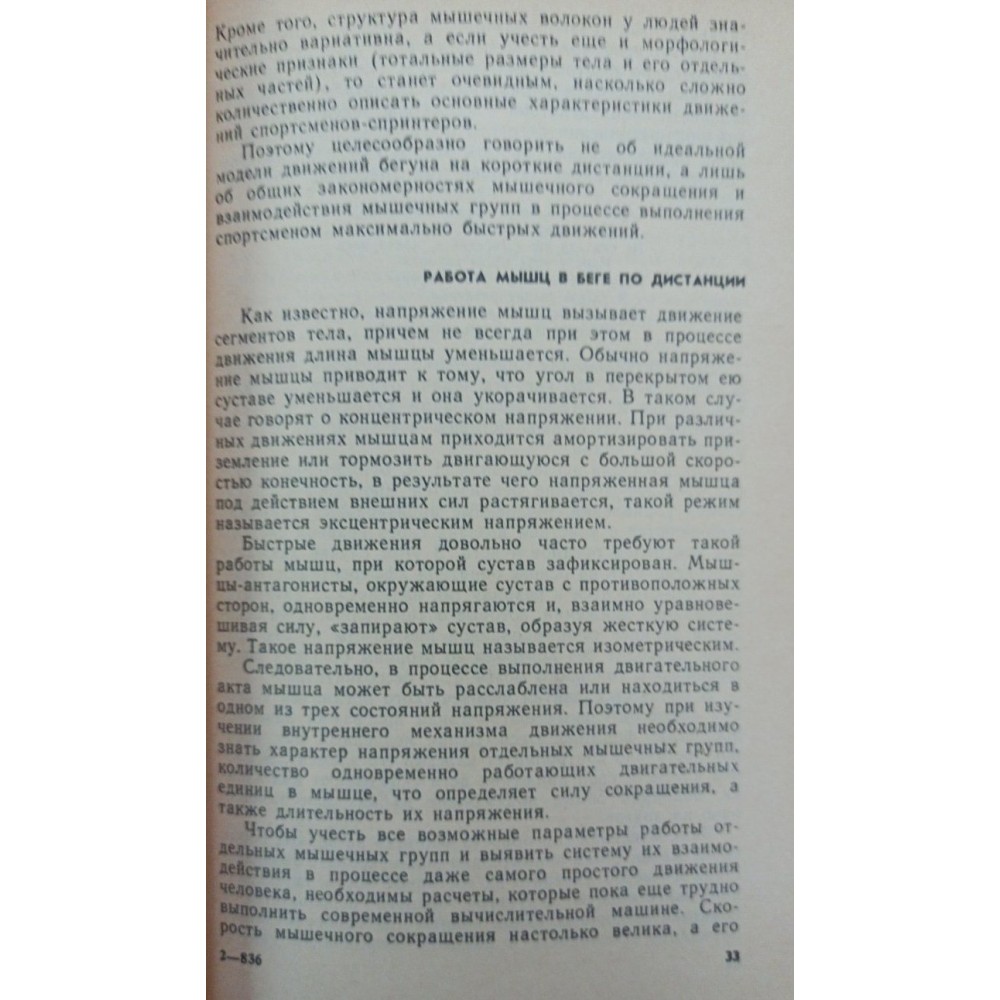 Кроме того, структура мышечных волокон у людей зна-
чительно вариативна, а если учесть еще и морфологи-
ческие признаки (тотальные размеры тела и его отдель-
ных частей), то станет очевидным, насколько сложно
количественно описать основные характеристики движе-
ний спортсменов-спринтеров.
Поэтому целесообразно говорить не об идеальной
модели движений бегуна на короткие дистанции, а лишь
об общих закономерностях мышечного сокращения и
взаимодействия мышечных групп в процессе выполнения
спортсменом максимально быстрых движений.
РАБОТА МЫШЦ В БЕГЕ ПО ДИСТАНЦИИ
Как известно, напряжение мышц вызывает движение
сегментов тела, причем не всегда при этом в процессе
движения длина мышцы уменьшается. Обычно напряже-
ние мышцы приводит к тому, что угол в перекрытом ею
суставе уменьшается и она укорачивается. В таком слу-
чае говорят о концентрическом напряжении. При различ-
ных движениях мышцам приходится амортизировать при-
земление или тормозить двигающуюся с большой скоро-
стью конечность, в результате чего напряженная мышца
под действием внешних сил растягивается, такой режим
называется эксцентрическим напряжением.
Быстрые движения довольно часто требуют такой
работы мышц, при которой сустав зафиксирован. Мыш-
цы-антагонисты, окружающие сустав с противоположных
сторон, одновременно напрягаются и, взаимно уравнове-
шивая силу, «запирают» сустав, образуя жесткую систе-
му. Такое напряжение мышц называется изометрическим.
Следовательно, в процессе выполнения двигательного
акта мышца может быть расслаблена или находиться в
одном из трех состояний напряжения. Поэтому при изу-
чении внутреннего механизма движения необходимо
знать характер напряжения отдельных мышечных групп,
количество одновременно работающих двигательных
единиц в мышце, что определяет силу сокращения, а
также длительность их напряжения.
Чтобы учесть все возможные параметры работы от-
дельных мышечных групп и выявить систему их взаимо-
действия в процессе даже самого простого движения
человека, необходимы расчеты, которые пока еще трудно
выполнить современной вычислительной машине. Ско-
рость мышечного сокращения настолько велика, а его
2—836
33